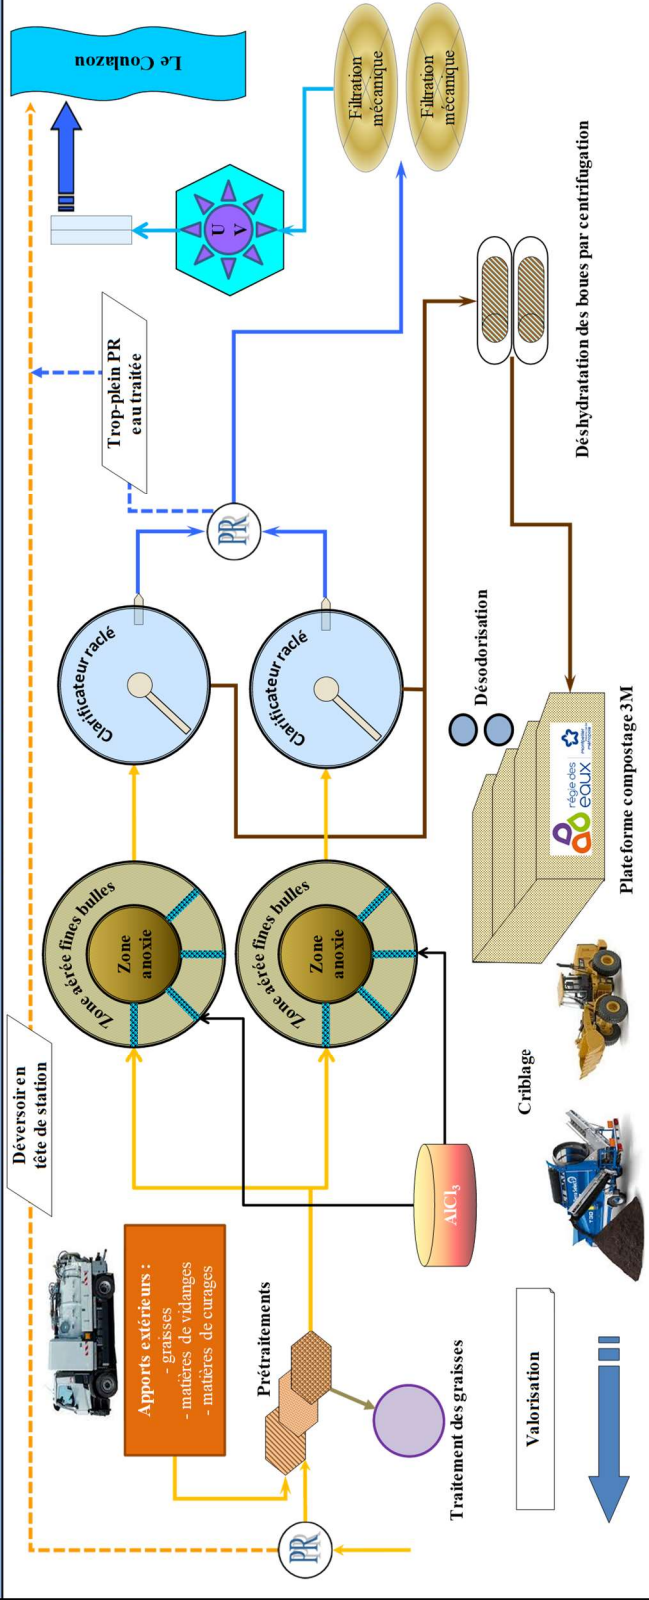 Déversoir en
tête de station
Apports extérieurs :
- graisses
- matières de vidanges
- matières de curages
PR
Prétraitements
Traitement des graisses
AlCl3
Zone aérée fines bulles
Zone
anoxie
Zone aérée fines bulles
Zone
anoxie
Clarificateur raclé
Clarificateur raclé
PR
Trop-plein PR
eau traitée
Le Coulazou
U
V
Filtration
mécanique
Filtration
mécanique
Déshydratation des boues par centrifugation
Désodorisation
régie des
eaux
Plateforme compostage 3M
Criblage
Valorisation